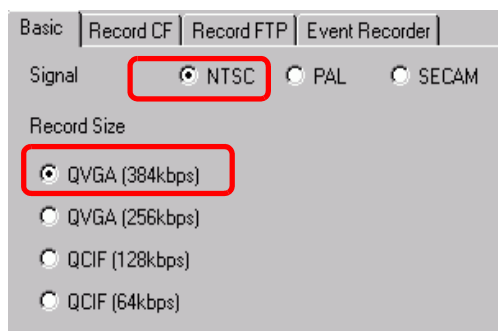 Basic Record CF Record FTP Event Recorder
Signal NTSC PAL SECAM
Record Size
QVGA (384kbps)
QVGA (256kbps)
QCIF (128kbps)
QCIF (64kbps)